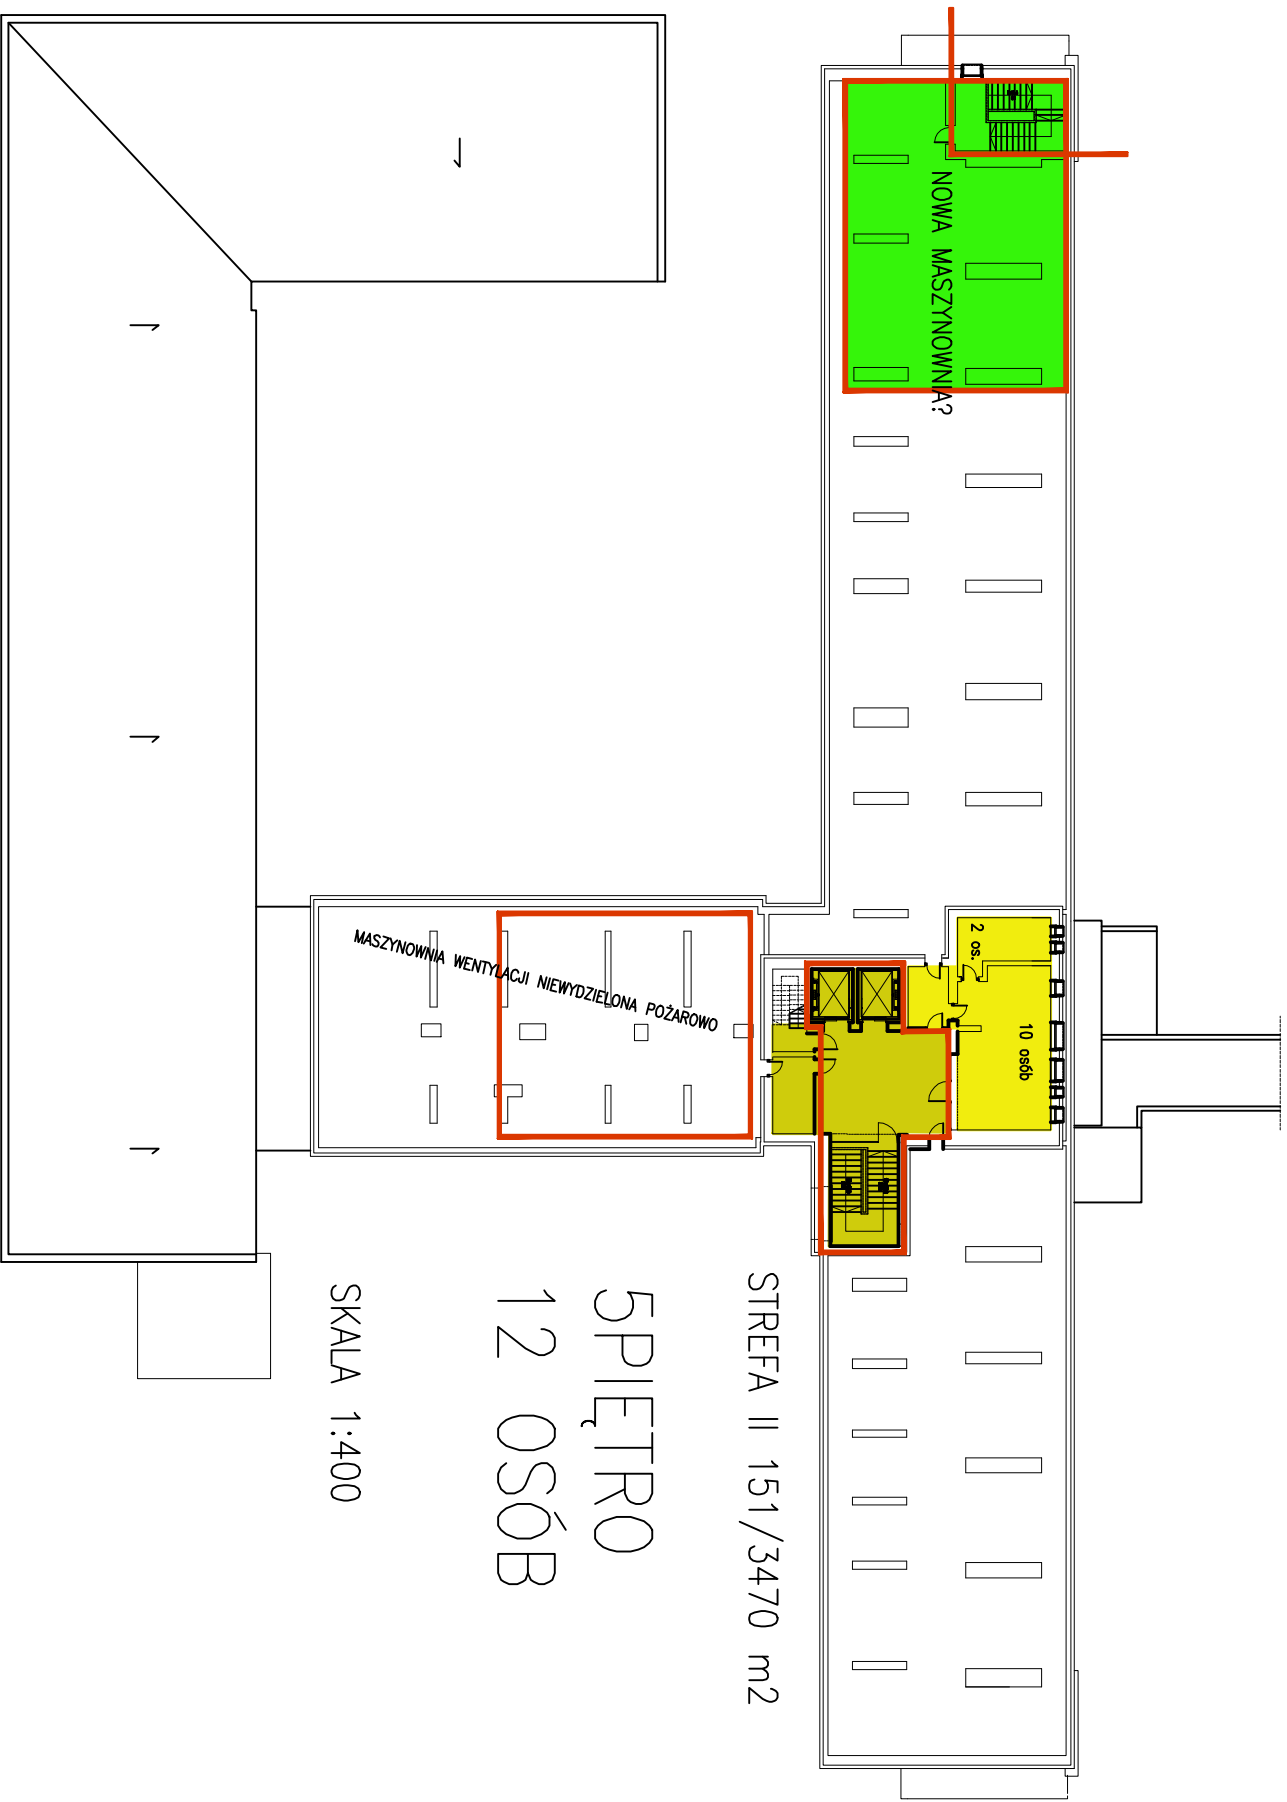 NOWA MASZYNOWNIA?
2 os.
10 osób
MASZYNOWNIA WENTYLACJI NIEWYDZIELONA POŻAROWO
STREFA II 151/3470 m2
5PIĘTRO
12 OSÓB
SKALA 1:400